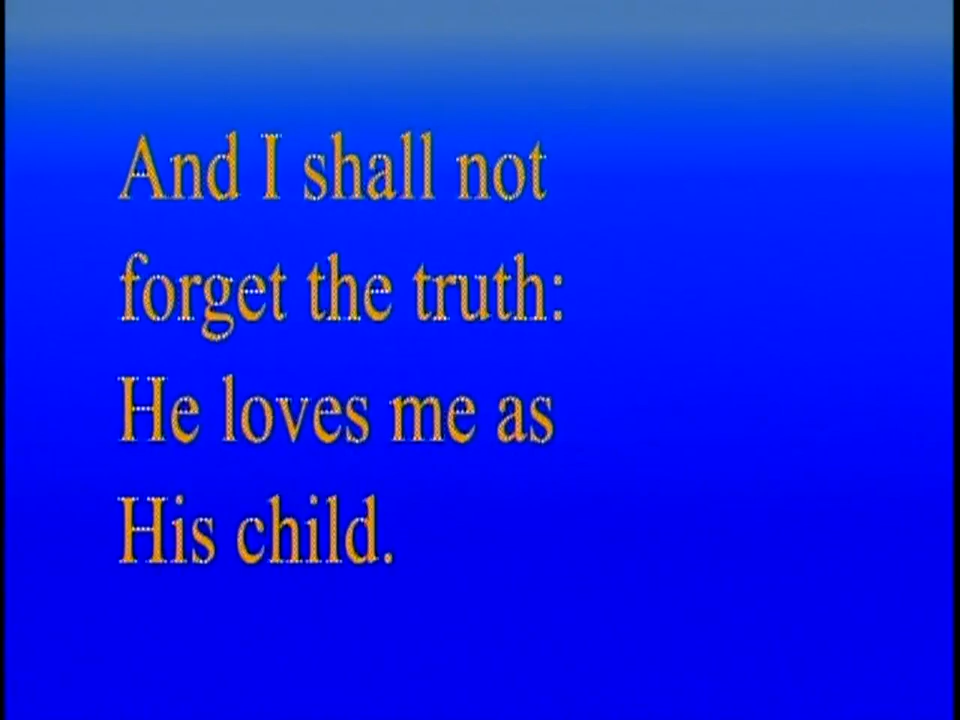 And I shall not
forget the truth:
He loves me as
His child.